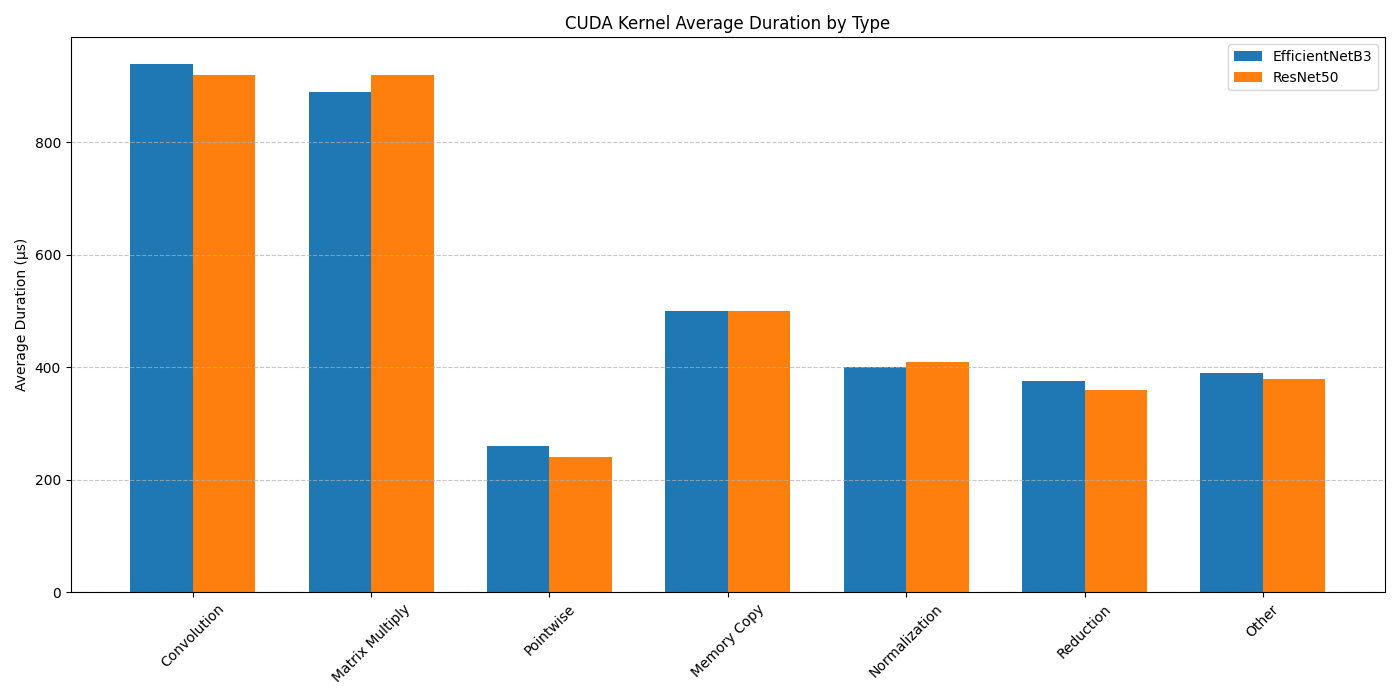 CUDA Kernel Average Duration by Type
EfficientNetB3
ResNet50
Average Duration (µs)
800
600
400
200
0
Convolution
Matrix Multiply
Pointwise
Memory Copy
Normalization
Reduction
Other